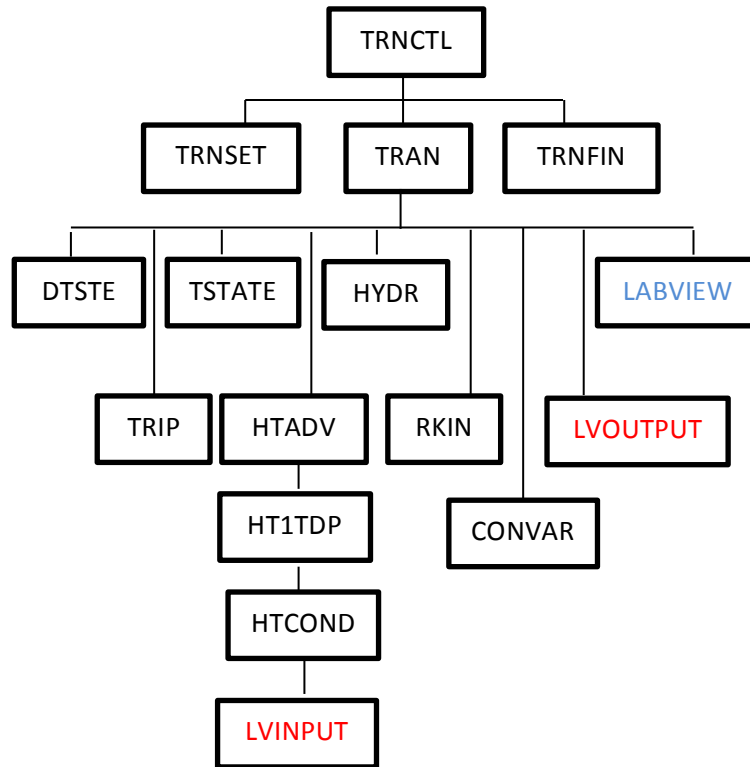 TRNCTL
TRNSET TRAN TRNFIN
DTSTE TSTATE HYDR LABVIEW
TRIP HTADV RKIN LVOUTPUT
HT1TDP CONVAR
HTCOND
LVINPUT